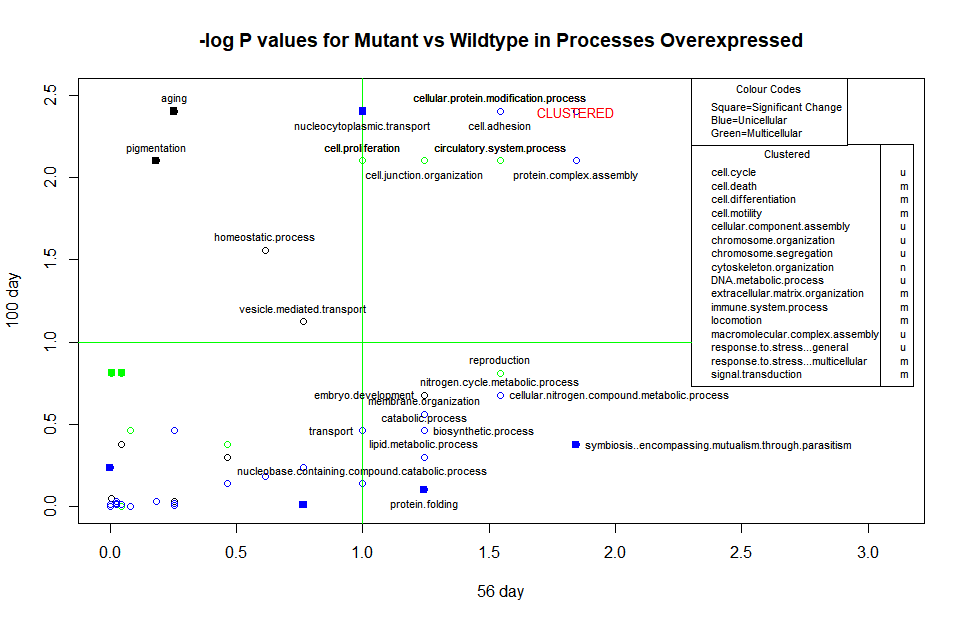 -log P values for Mutant vs Wildtype in Processes Overexpressed
Colour Codes
Square=Significant Change
Blue=Unicellular
Green=Multicellular
Clustered
cell.cycle u
cell.death m
cell.differentiation m
cell.motility m
cellular.component.assembly u
chromosome.organization u
chromosome.segregation u
cytoskeleton.organization n
DNA.metabolic.process u
extracellular.matrix.organization m
immune.system.process m
locomotion m
macromolecular.complex.assembly u
response.to.stress...general u
response.to.stress...multicellular m
signal.transduction m
aging
cellular.protein.modification.process
CLUSTERED
nucleocytoplasmic.transport
cell.adhesion
pigmentation
cell.proliferation
circulatory.system.process
cell.junction.organization
protein.complex.assembly
homeostatic.process
vesicle.mediated.transport
reproduction
nitrogen.cycle.metabolic.process
embryo.development
cellular.nitrogen.compound.metabolic.process
membrane.organization
catabolic.process
transport
biosynthetic.process
lipid.metabolic.process
symbiosis..encompassing.mutualism.through.parasitism
nucleobase.containing.compound.catabolic.process
protein.folding
100 day
2.5
2.0
1.5
1.0
0.5
0.0
0.0 0.5 1.0 1.5 2.0 2.5 3.0
56 day